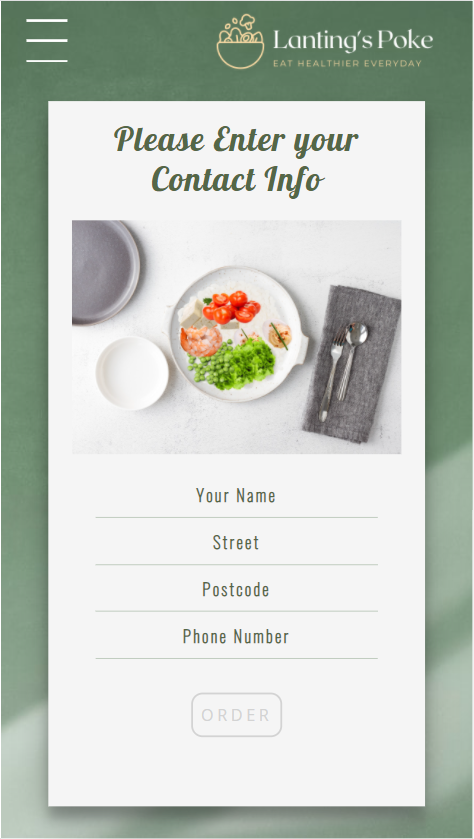 Lanting's Poke
EAT HEALTHIER EVERYDAY
Please Enter your
Contact Info
Your Name
Street
Postcode
Phone Number
ORDER